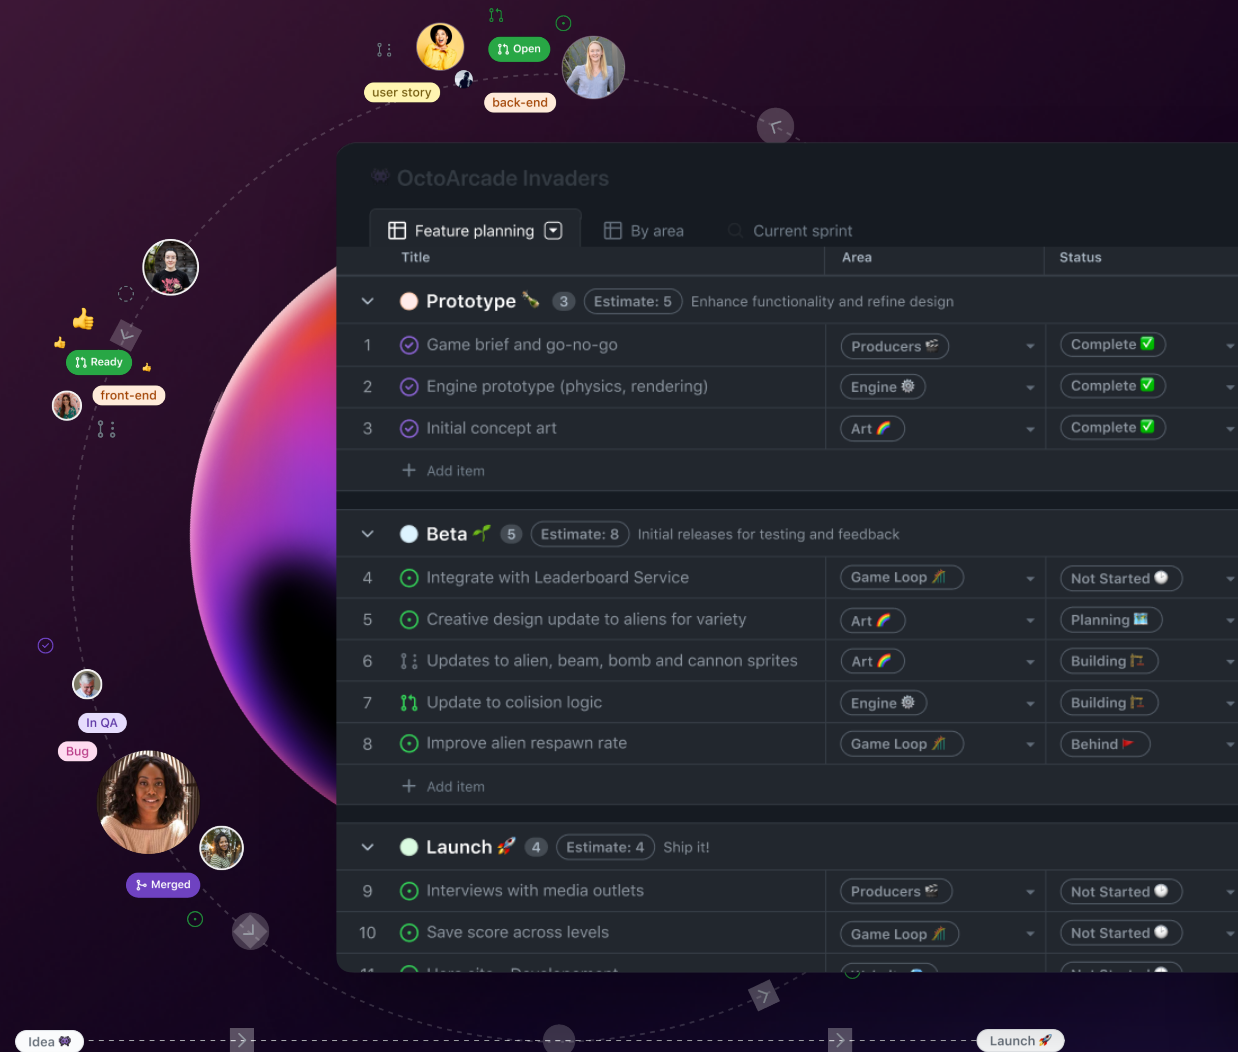 Open
user story
back-end
OctoArcade Invaders
Feature planning
By area
Current sprint
Title Area Status
Prototype 3 Estimate: 5 Enhance functionality and refine design
1 Game brief and go-no-go Producers Complete
2 Engine prototype (physics, rendering) Engine Complete
3 Initial concept art Art Complete
Add item
Ready
front-end
Beta 5 Estimate: 8 Initial releases for testing and feedback
4 Integrate with Leaderboard Service Game Loop Not Started
5 Creative design update to aliens for variety Art Planning
6 Updates to alien, beam, bomb and cannon sprites Art Building
7 Update to colision logic Engine Building
8 Improve alien respawn rate Game Loop Behind
Add item
In QA
Bug
Launch 4 Estimate: 4 Ship it!
9 Interviews with media outlets Producers Not Started
10 Save score across levels Game Loop Not Started
Merged
Idea
Launch